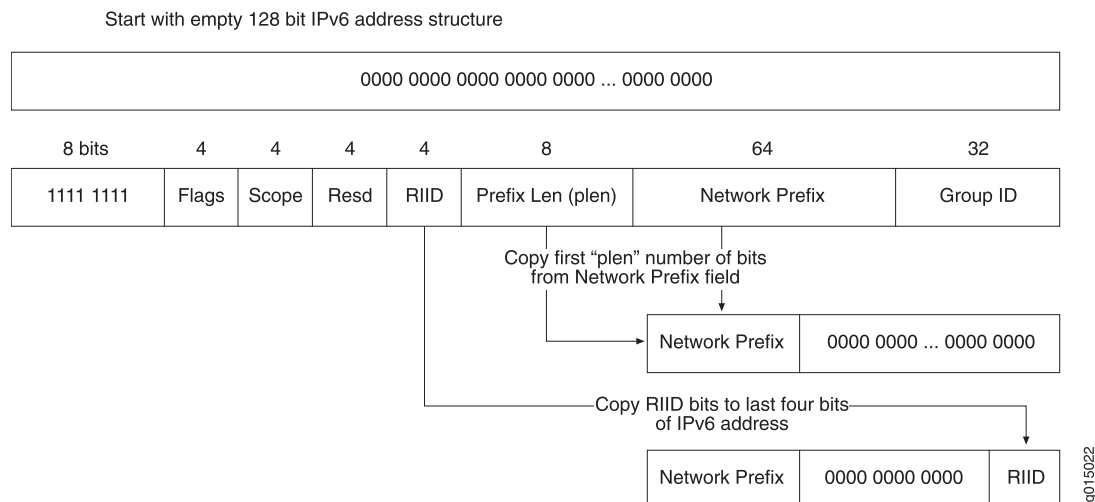 Start with empty 128 bit IPv6 address structure
0000 0000 0000 0000 0000 ... 0000 0000
8 bits 4 4 4 4 8 64 32
1111 1111 Flags Scope Resd RIID Prefix Len (plen) Network Prefix Group ID
Copy first “plen” number of bits
from Network Prefix field
Network Prefix 0000 0000 ... 0000 0000
Copy RIID bits to last four bits
of IPv6 address
Network Prefix 0000 0000 0000 RIID
g015022